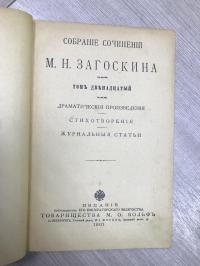 СОБРАНІЕ СОЧИНЕНІЙ
М. Н. ЗАГОСКИНА
ТОМЪ ДВѢНАДЦАТЫЙ
ДРАМАТИЧЕСКІЯ ПРОИЗВЕДЕНІЯ
СТИХОТВОРЕНІЯ
ЖУРНАЛЬНЫЯ СТАТЬИ
ИЗДАНІЕ
ТОВАРИЩЕСТВА М. О. ВОЛЬФЪ